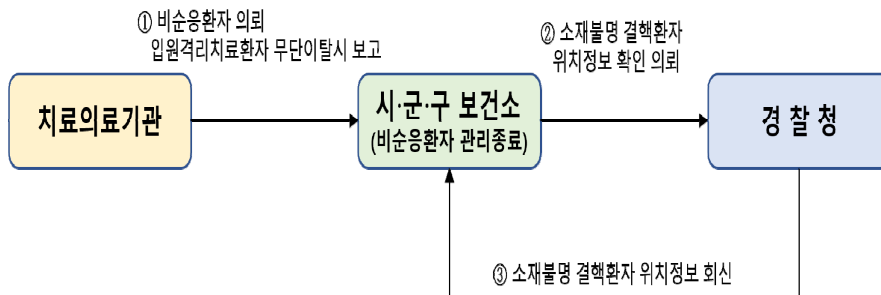 ① 비순응환자 의뢰
입원격리치료환자 무단이탈시 보고
② 소재불명 결핵환자
위치정보 확인 의뢰
치료의료기관
시·군·구 보건소
(비순응환자 관리종료)
경 찰 청
③ 소재불명 결핵환자 위치정보 회신